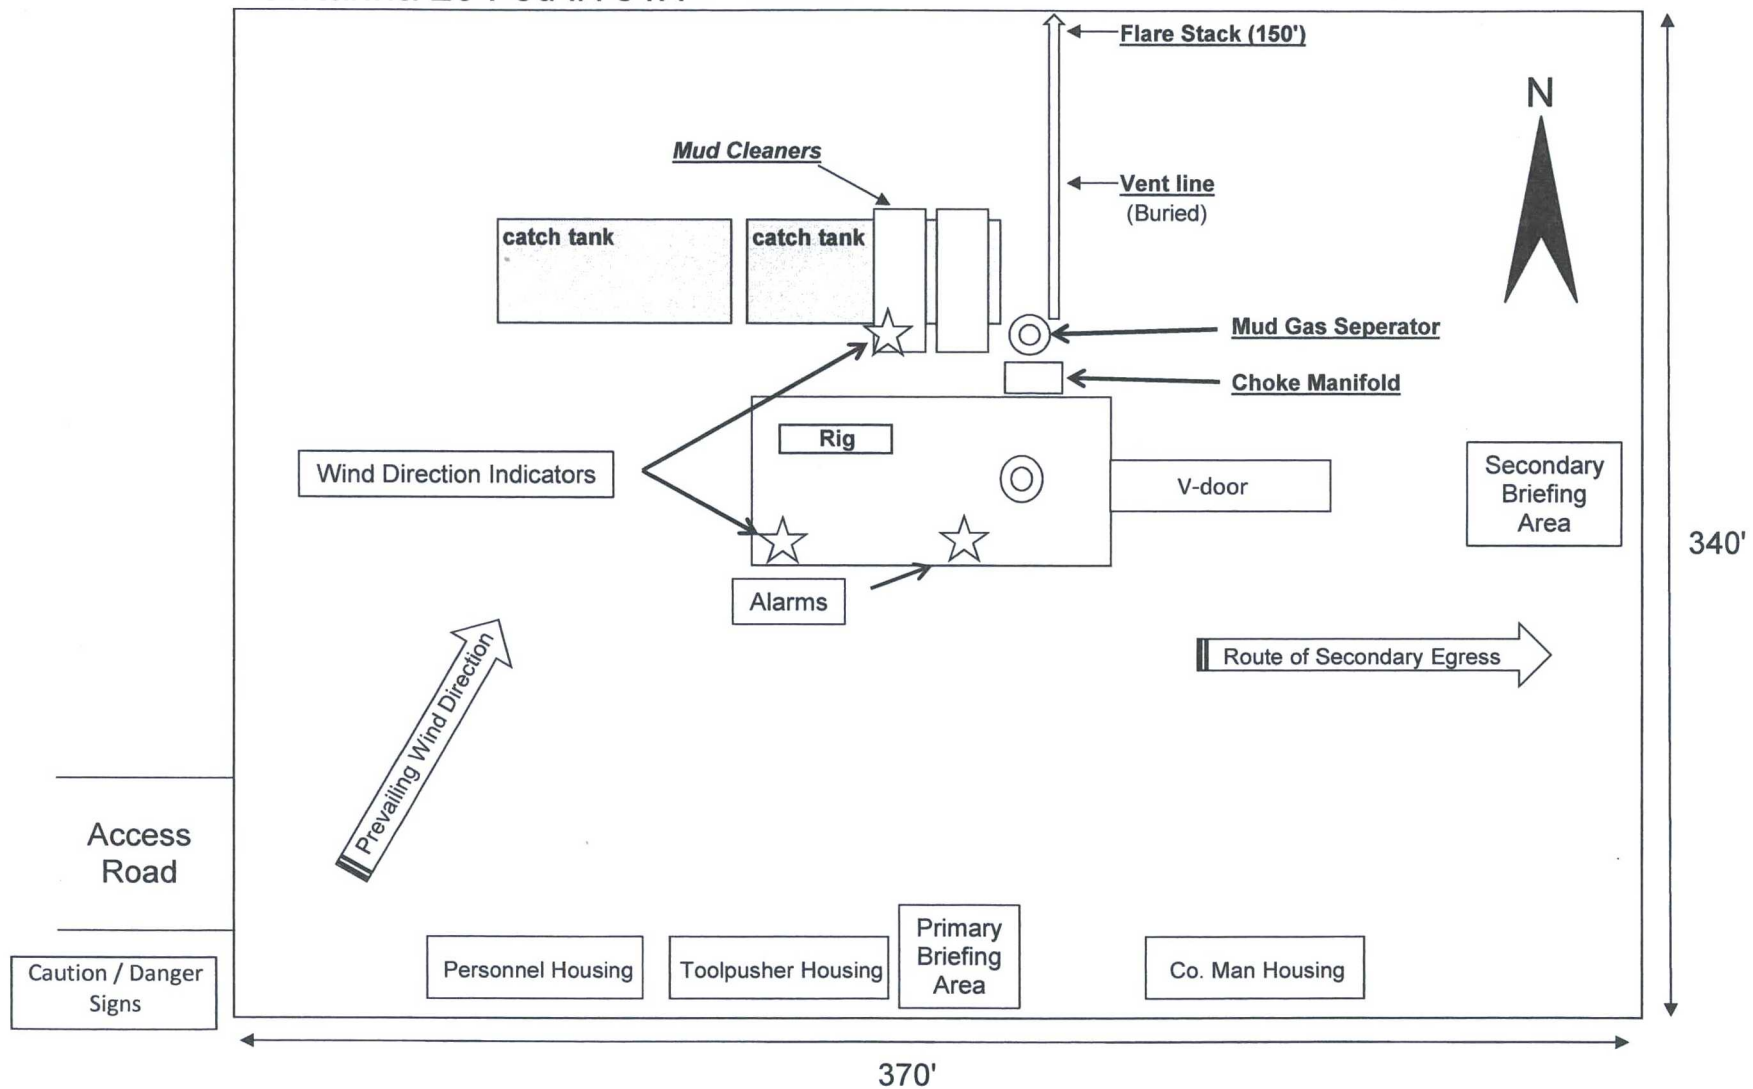 Flare Stack (150')
N
Mud Cleaners
Vent line
(Buried)
catch tank
catch tank
Mud Gas Seperator
Choke Manifold
Rig
Wind Direction Indicators
V-door
Secondary
Briefing
Area
340'
Alarms
Prevailing Wind Direction
Route of Secondary Egress
Access
Road
Primary
Briefing
Area
Personnel Housing
Toolpusher Housing
Co. Man Housing
Caution / Danger
Signs
370'